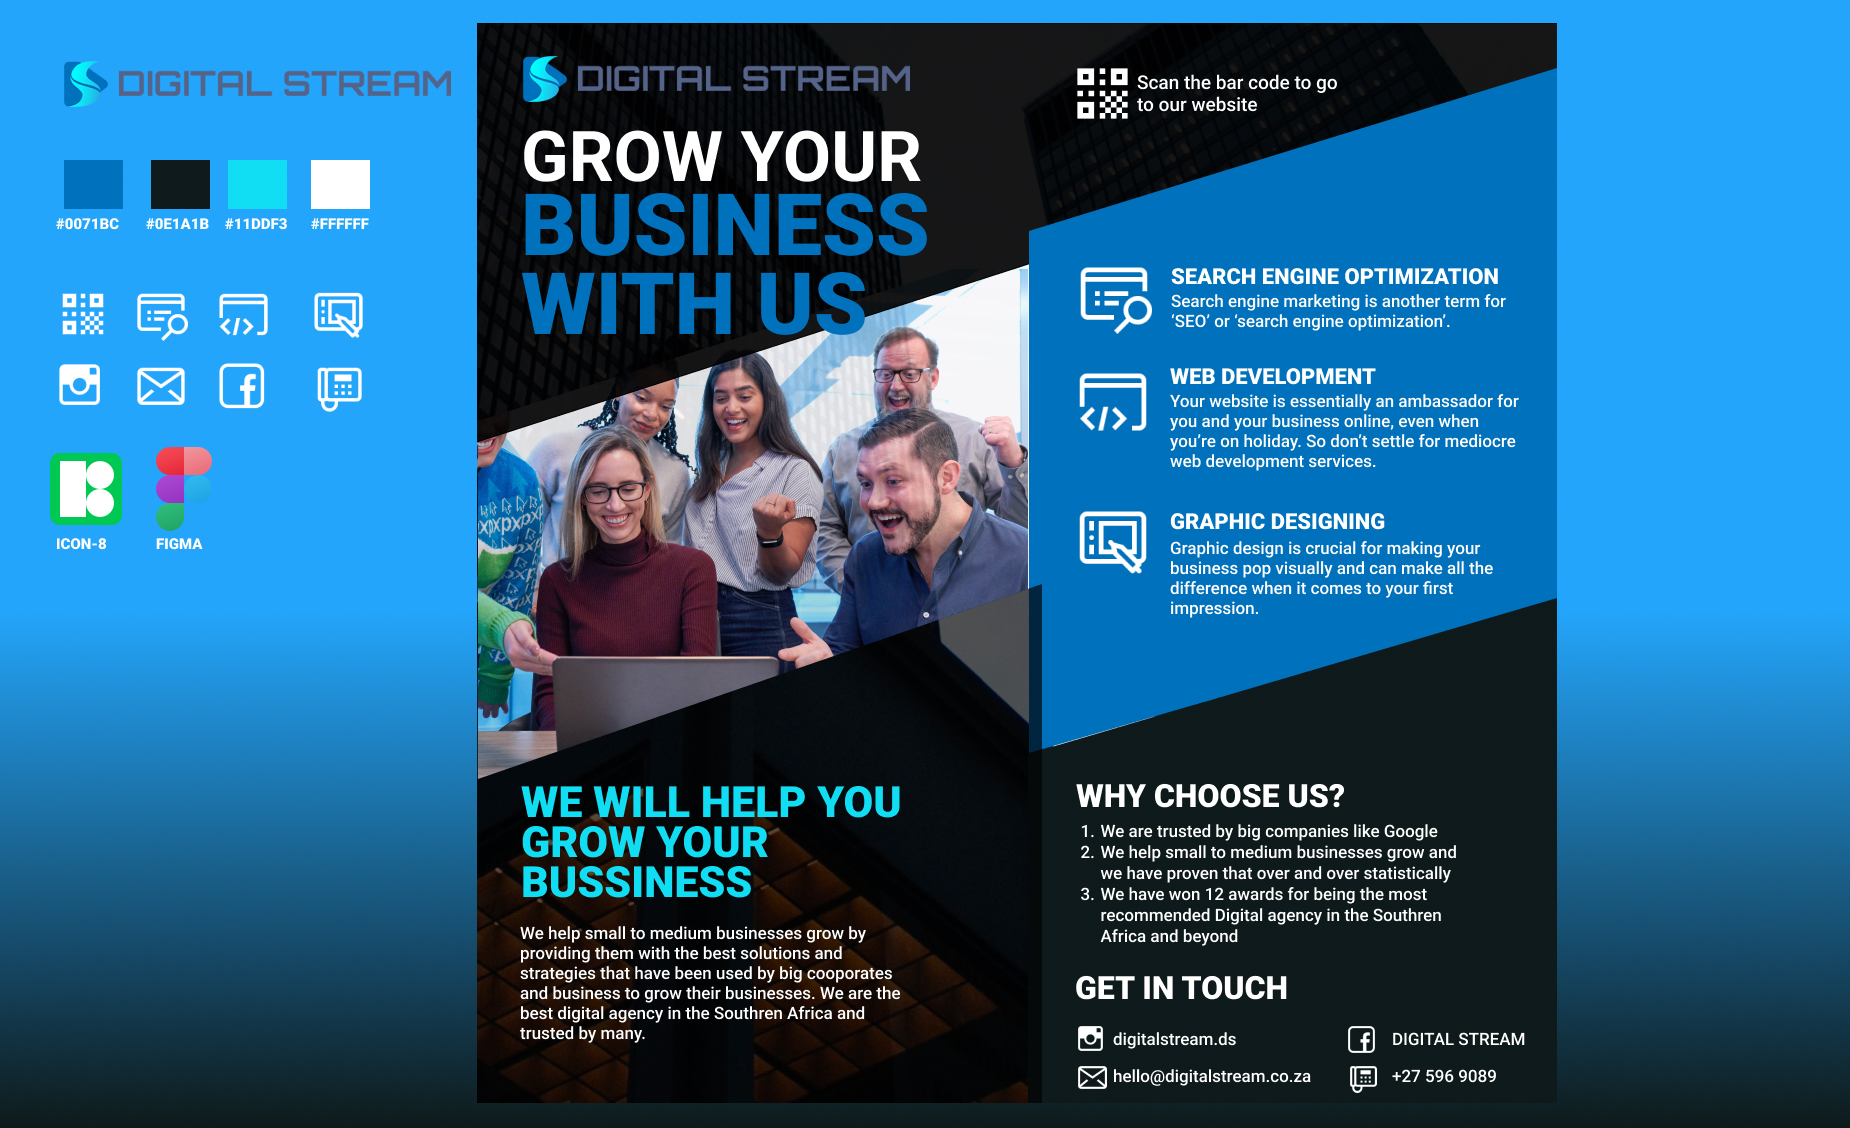 DIGITAL STREAM
#0071BC #0E1A1B #11DDF3 #FFFFFF
ICON-8 FIGMA
DIGITAL STREAM
GROW YOUR
BUSINESS
WITH US
WE WILL HELP YOU
GROW YOUR
BUSSINESS
We help small to medium businesses grow by
providing them with the best solutions and
strategies that have been used by big cooporates
and business to grow their businesses. We are the
best digital agency in the Southren Africa and
trusted by many.
Scan the bar code to go
to our website
SEARCH ENGINE OPTIMIZATION
Search engine marketing is another term for
‘SEO’ or ‘search engine optimization’.
WEB DEVELOPMENT
Your website is essentially an ambassador for
you and your business online, even when
you’re on holiday. So don’t settle for mediocre
web development services.
GRAPHIC DESIGNING
Graphic design is crucial for making your
business pop visually and can make all the
difference when it comes to your first
impression.
WHY CHOOSE US?
1. We are trusted by big companies like Google
2. We help small to medium businesses grow and
we have proven that over and over statistically
3. We have won 12 awards for being the most
recommended Digital agency in the Southren
Africa and beyond
GET IN TOUCH
digitalstream.ds
DIGITAL STREAM
hello@digitalstream.co.za
+27 596 9089